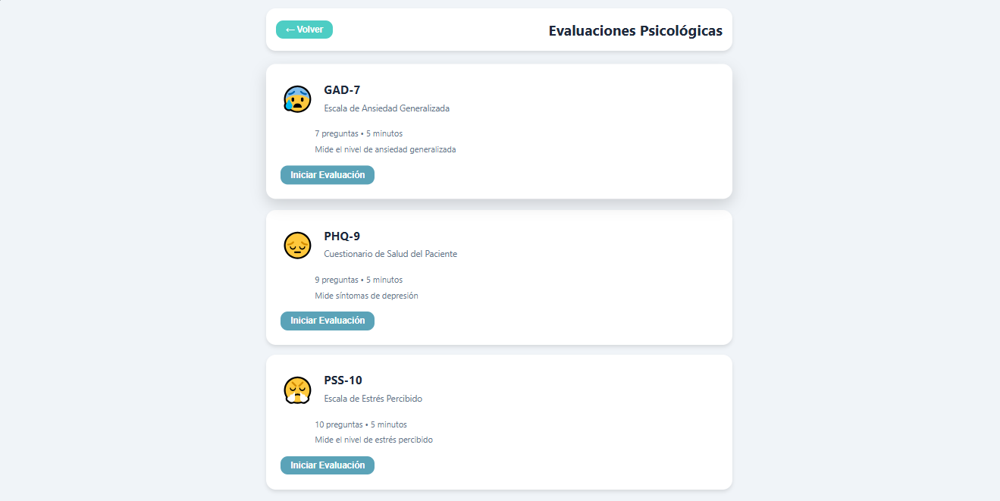 ← Volver
Evaluaciones Psicológicas
GAD-7
Escala de Ansiedad Generalizada
7 preguntas • 5 minutos
Mide el nivel de ansiedad generalizada
Iniciar Evaluación
PHQ-9
Cuestionario de Salud del Paciente
9 preguntas • 5 minutos
Mide síntomas de depresión
Iniciar Evaluación
PSS-10
Escala de Estrés Percibido
10 preguntas • 5 minutos
Mide el nivel de estrés percibido
Iniciar Evaluación